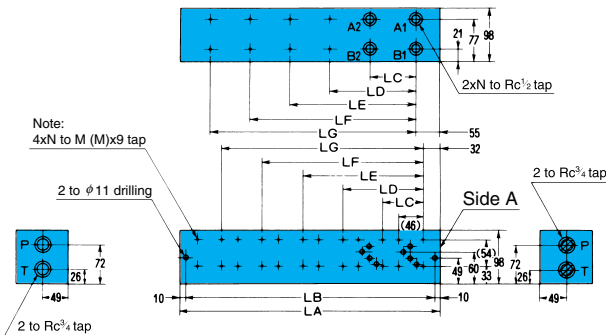 A2 A1
B2 B1
21
77
98
LC
LD
LE
LF
LG
55
2xN to Rc1/2 tap
Note:
4xN to M (M)x9 tap
32
LG
LF
LE
LD
LC
(46)
2 to φ11 drilling
Side A
2 to Rc3/4 tap
P
T
72
26
49
2 to Rc3/4 tap
10
LB
10
LA
49
60
(54)
33
98
P
T
72
26
49